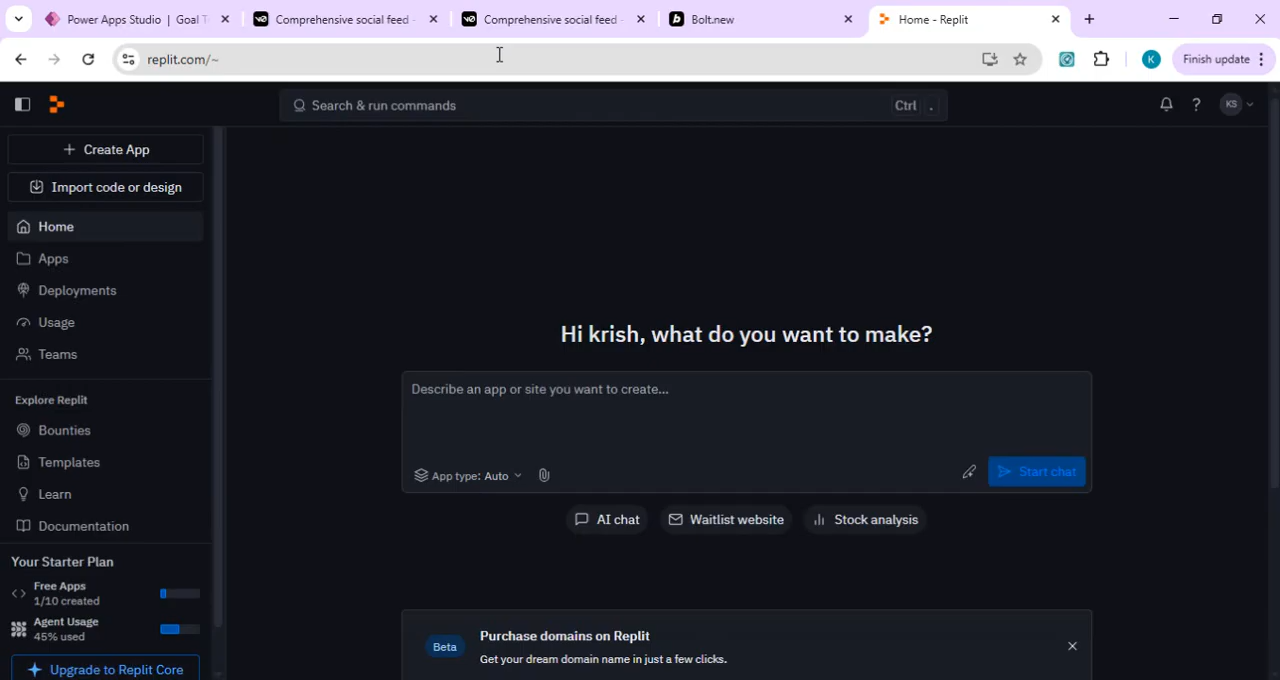 Power Apps Studio | Goal T
Comprehensive social feed
Comprehensive social feed
Bolt.new
Home - Replit
replit.com/~
K
Finish update
Search & run commands
Ctrl .
?
KS
Create App
Import code or design
Home
Apps
Deployments
Usage
Teams
Explore Replit
Bounties
Templates
Learn
Documentation
Your Starter Plan
Free Apps
1/10 created
Agent Usage
45% used
Upgrade to Replit Core
Hi krish, what do you want to make?
Describe an app or site you want to create...
App type: Auto
Start chat
AI chat
Waitlist website
Stock analysis
Beta
Purchase domains on Replit
Get your dream domain name in just a few clicks.